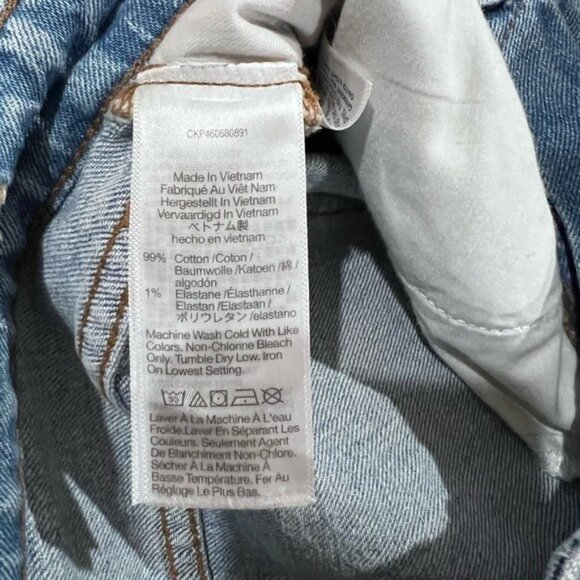 CKP460680891
Made In Vietnam
Fabriqué Au Viêt Nam
Hergestellt In Vietnam
Vervaardigd In Vietnam
ベトナム製
hecho en vietnam
99% Cotton /Coton /
Baumwolle /Katoen /綿 /
algodón
1% Elastane /Élasthanne /
Elastan /Elastaan /
ポリウレタン /elastano
Machine Wash Cold With Like
Colors. Non-Chlorine Bleach
Only. Tumble Dry Low. Iron
On Lowest Setting.
30
Laver À La Machine À L'eau
Froide.Laver En Séparant Les
Couleurs. Seulement Agent
De Blanchiment Non-Chlore.
Sécher À La Machine À
Basse Température. Fer Au
Réglage Le Plus Bas.